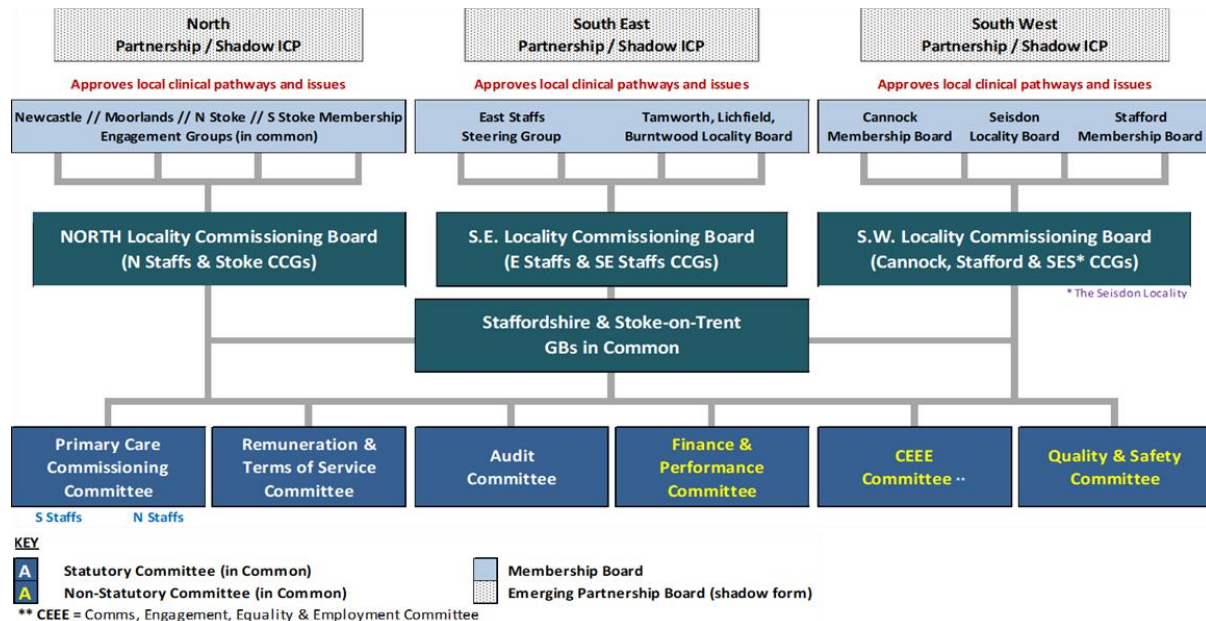 North
Partnership / Shadow ICP
South East
Partnership / Shadow ICP
South West
Partnership / Shadow ICP
Approves local clinical pathways and issues
Approves local clinical pathways and issues
Approves local clinical pathways and issues
Newcastle // Moorlands // N Stoke // S Stoke Membership
Engagement Groups (in common)
East Staffs
Steering Group
Tamworth, Lichfield,
Burntwood Locality Board
Cannock
Membership Board
Seisdon
Locality Board
Stafford
Membership Board
NORTH Locality Commissioning Board
(N Staffs & Stoke CCGs)
S.E. Locality Commissioning Board
(E Staffs & SE Staffs CCGs)
S.W. Locality Commissioning Board
(Cannock, Stafford & SES* CCGs)
* The Seisdon Locality
Staffordshire & Stoke-on-Trent
GBs in Common
Primary Care
Commissioning
Committee
Remuneration &
Terms of Service
Committee
Audit
Committee
Finance &
Performance
Committee
CEEE
Committee ··
Quality & Safety
Committee
S Staffs N Staffs
KEY
A Statutory Committee (in Common)
A Non-Statutory Committee (in Common)
Membership Board
Emerging Partnership Board (shadow form)
** CEEE = Comms, Engagement, Equality & Employment Committee